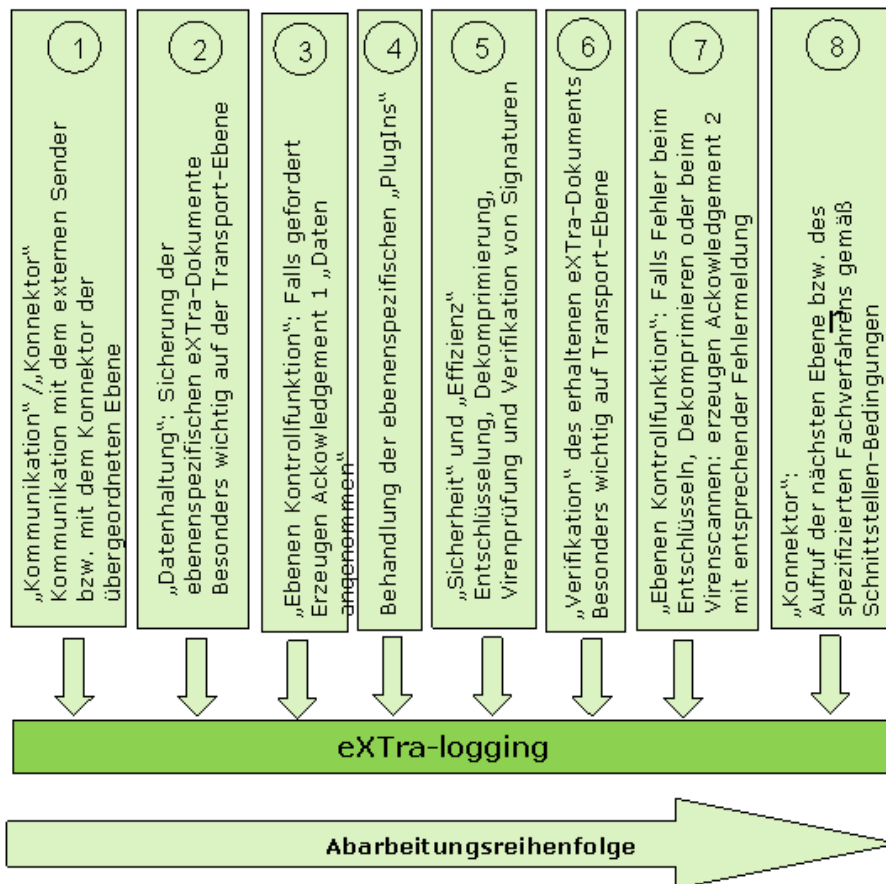 1
„Kommunikation“ /„Konnektor“
Kommunikation mit dem externen Sender
bzw. mit dem Konnektor der
übergeordneten Ebene
2
„Datenhaltung“: Sicherung der
ebenenspezifischen eXTra-Dokumente
Besonders wichtig auf der Transport-Ebene
3
„Ebenen Kontrollfunktion“: Falls gefordert
Erzeugen Ackowledgement 1 „Daten
angenommen“
4
Behandlung der ebenenspezifischen „PlugIns“
5
„Sicherheit“ und „Effizienz“
Entschlüsselung, Dekomprimierung,
Virenprüfung und Verifikation von Signaturen
6
„Verifikation“ des erhaltenen eXTra-Dokuments
Besonders wichtig auf Transport-Ebene
7
„Ebenen Kontrollfunktion“: Falls Fehler beim
Entschlüsseln, Dekomprimieren oder beim
Virenscannen: erzeugen Ackowledgement 2
mit entsprechender Fehlermeldung
8
„Konnektor“:
Aufruf der nächsten Ebene bzw. des
spezifizierten Fachverfahrens gemäß
Schnittstellen-Bedingungen
eXTra-logging
Abarbeitungsreihenfolge